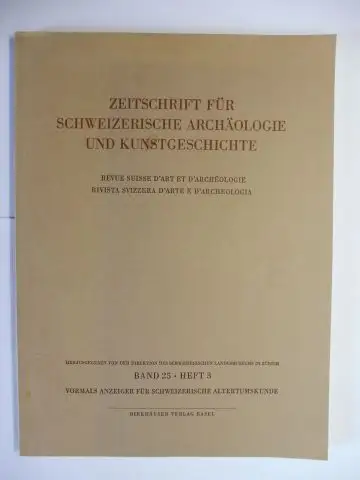 ZEITSCHRIFT FÜR
SCHWEIZERISCHE ARCHÄOLOGIE
UND KUNSTGESCHICHTE
REVUE SUISSE D'ART ET D'ARCHÉOLOGIE
RIVISTA SVIZZERA D'ARTE E D'ARCHEOLOGIA
HERAUSGEGEBEN VON DER DIREKTION DES SCHWEIZERISCHEN LANDESMUSEUMS IN ZÜRICH
BAND 25 · HEFT 3
VORMALS ANZEIGER FÜR SCHWEIZERISCHE ALTERTUMSKUNDE
BIRKHÄUSER VERLAG BASEL